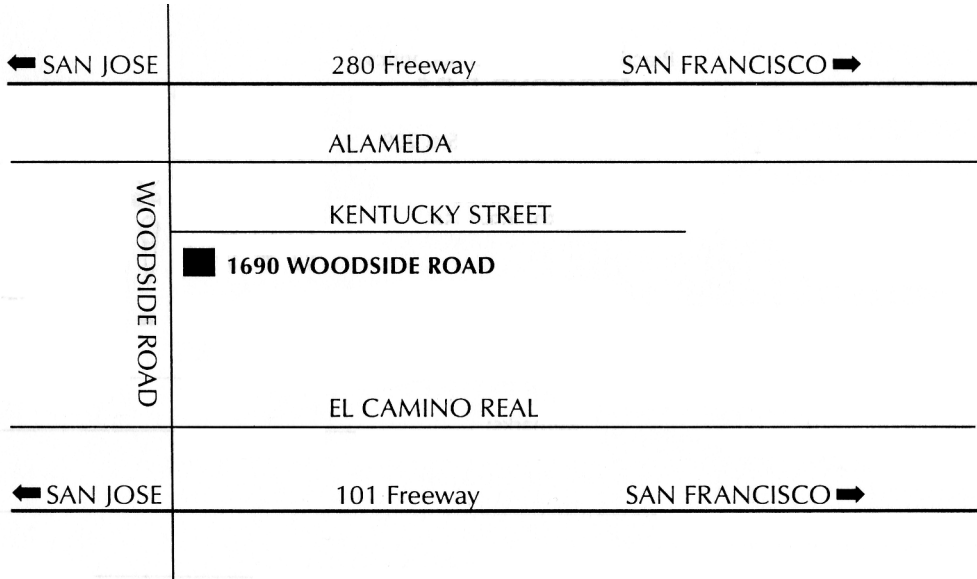 SAN JOSE 280 Freeway SAN FRANCISCO
ALAMEDA
KENTUCKY STREET
WOODSIDE ROAD
1690 WOODSIDE ROAD
EL CAMINO REAL
SAN JOSE 101 Freeway SAN FRANCISCO